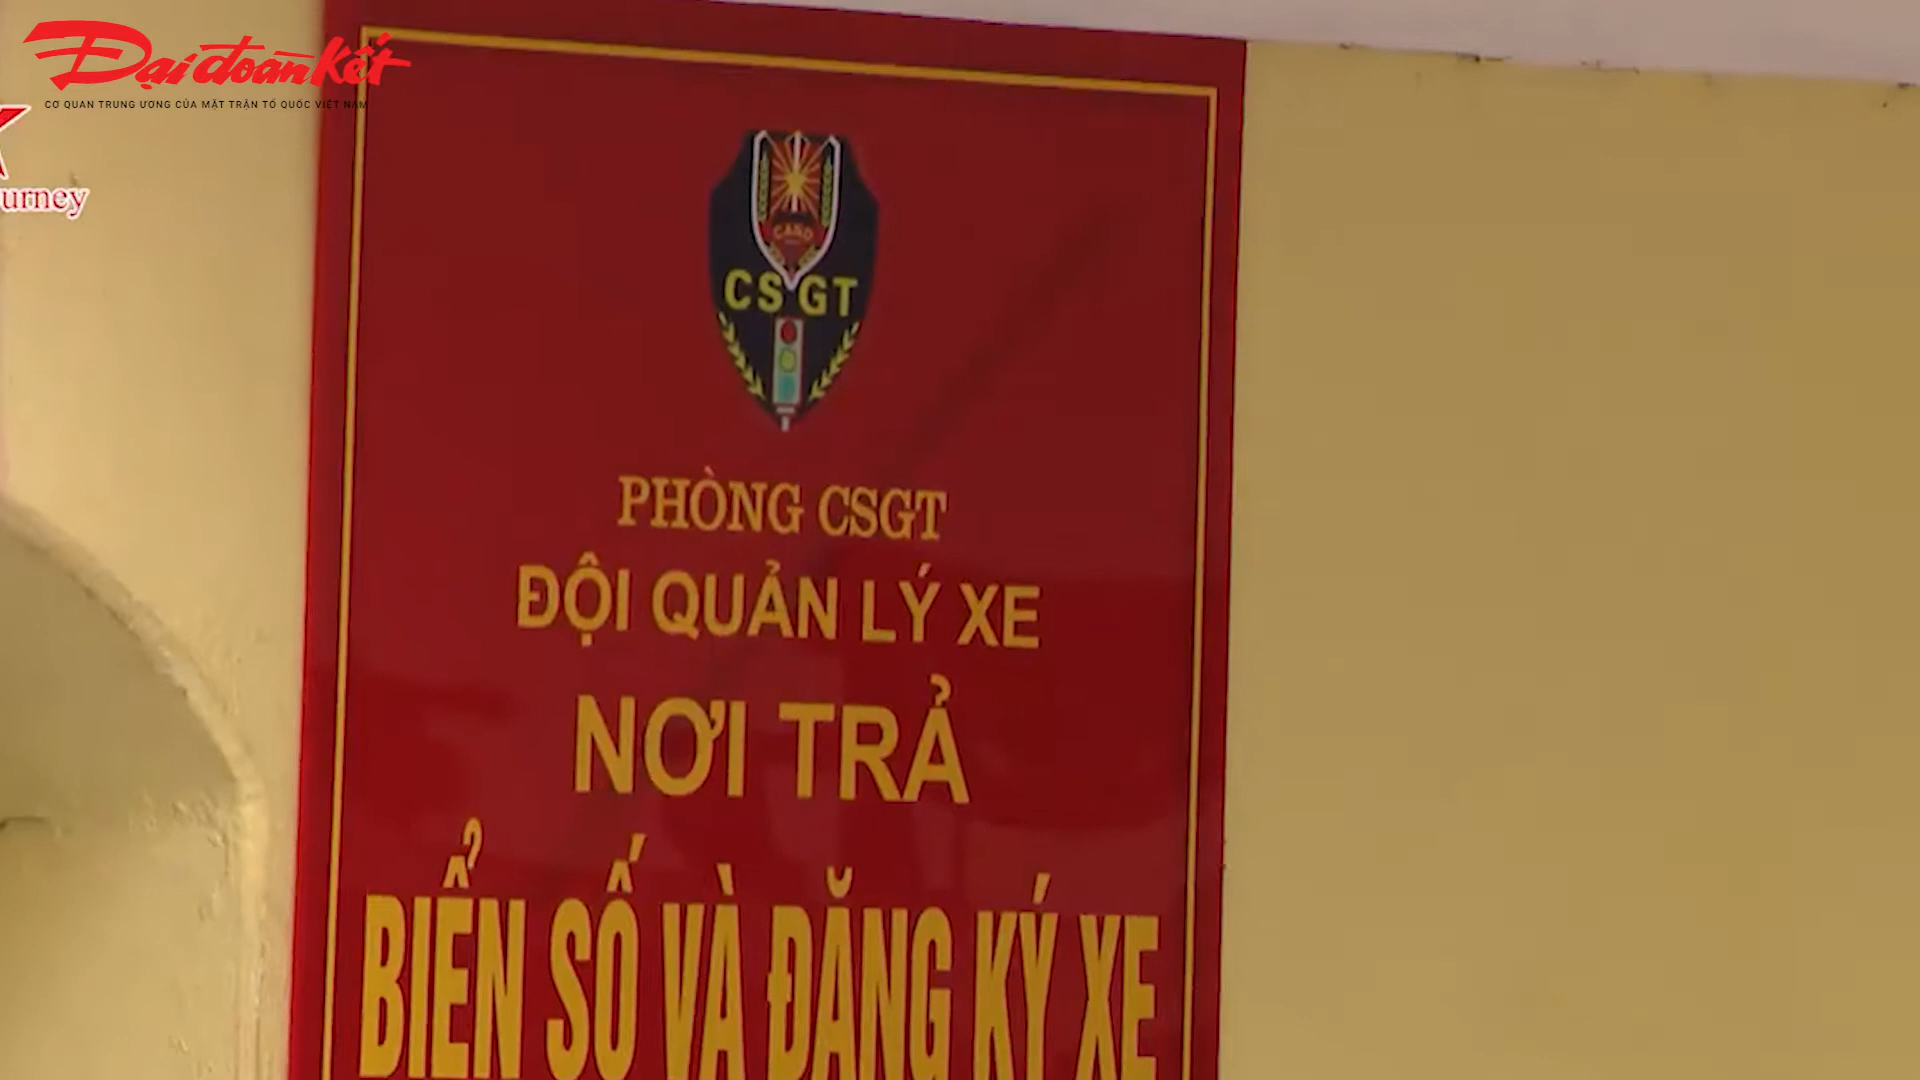 Đại đoàn kết
CƠ QUAN TRUNG ƯƠNG CỦA MẶT TRẬN TỔ QUỐC VIỆT NAM
urney
CAND
CSGT
PHÒNG CSGT
ĐỘI QUẢN LÝ XE
NƠI TRẢ
BIỂN SỐ VÀ ĐĂNG KÝ XE